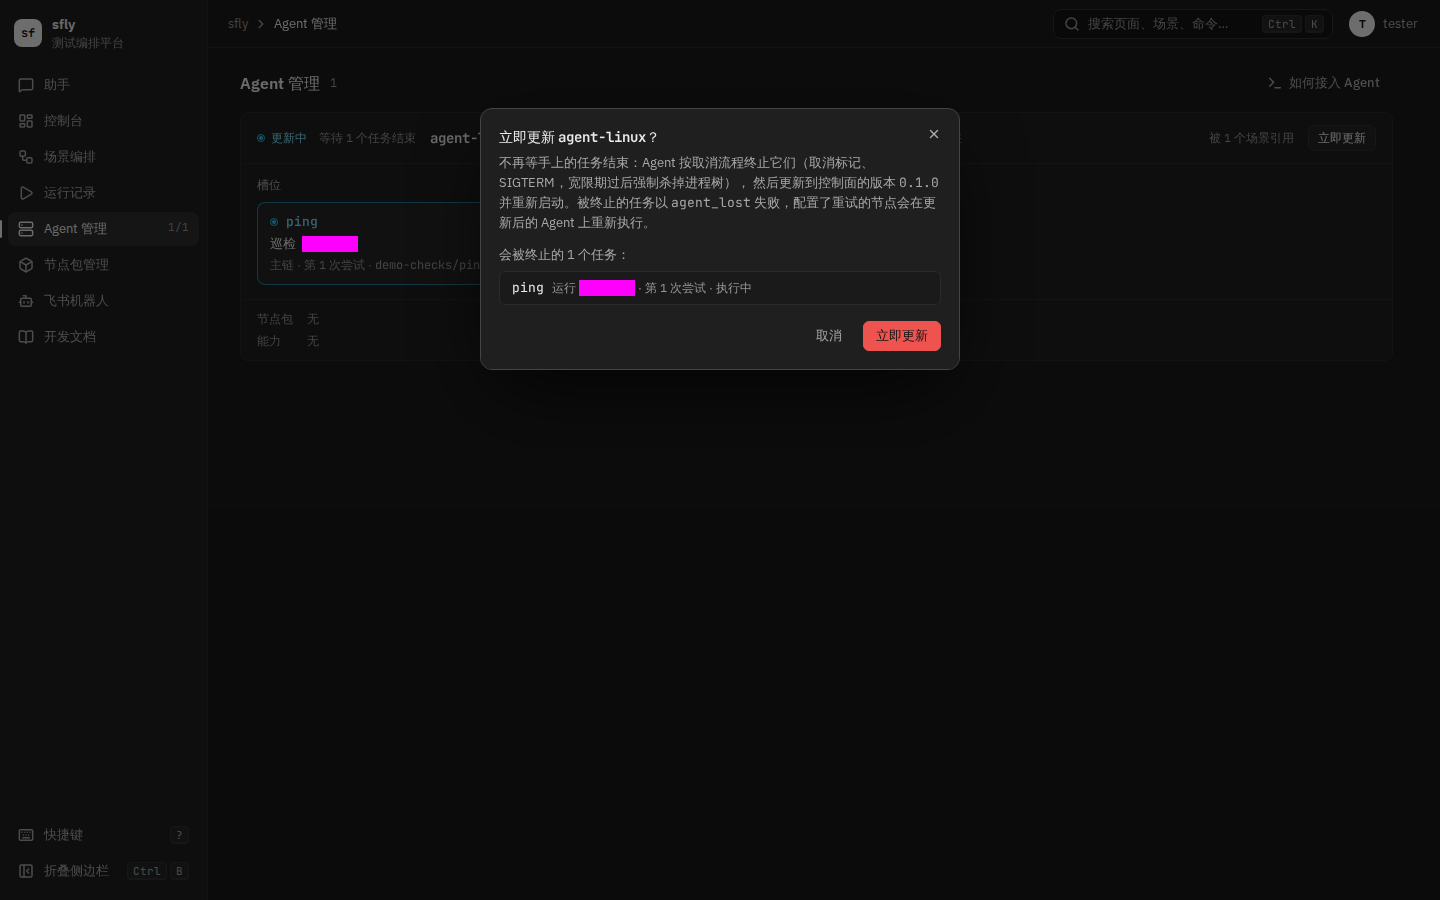 sf
sfly
测试编排平台
助手
控制台
场景编排
运行记录
Agent 管理 1/1
节点包管理
飞书机器人
开发文档
快捷键 ?
折叠侧边栏 Ctrl B
sfly > Agent 管理
搜索页面、场景、命令... Ctrl K
T tester
Agent 管理 1
如何接入 Agent
更新中 等待 1 个任务结束
被 1 个场景引用 立即更新
槽位
ping
巡检
主链 · 第 1 次尝试
节点包 无
能力 无
立即更新 agent-linux？
不再等手上的任务结束：Agent 按取消流程终止它们（取消标记、
SIGTERM，宽限期过后强制杀掉进程树），然后更新到控制面的版本 0.1.0
并重新启动。被终止的任务以 agent_lost 失败，配置了重试的节点会在更
新后的 Agent 上重新执行。
会被终止的 1 个任务：
ping 运行 · 第 1 次尝试 · 执行中
取消 立即更新